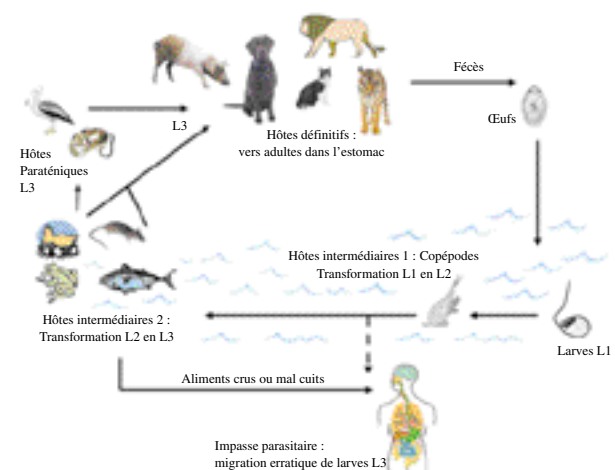 Fécès
L3
Œufs
Hôtes définitifs :
vers adultes dans l'estomac
Hôtes
Paraténiques
L3
Hôtes intermédiaires 1 : Copépodes
Transformation L1 en L2
Hôtes intermédiaires 2 :
Transformation L2 en L3
Larves L1
Aliments crus ou mal cuits
Impasse parasitaire :
migration erratique de larves L3